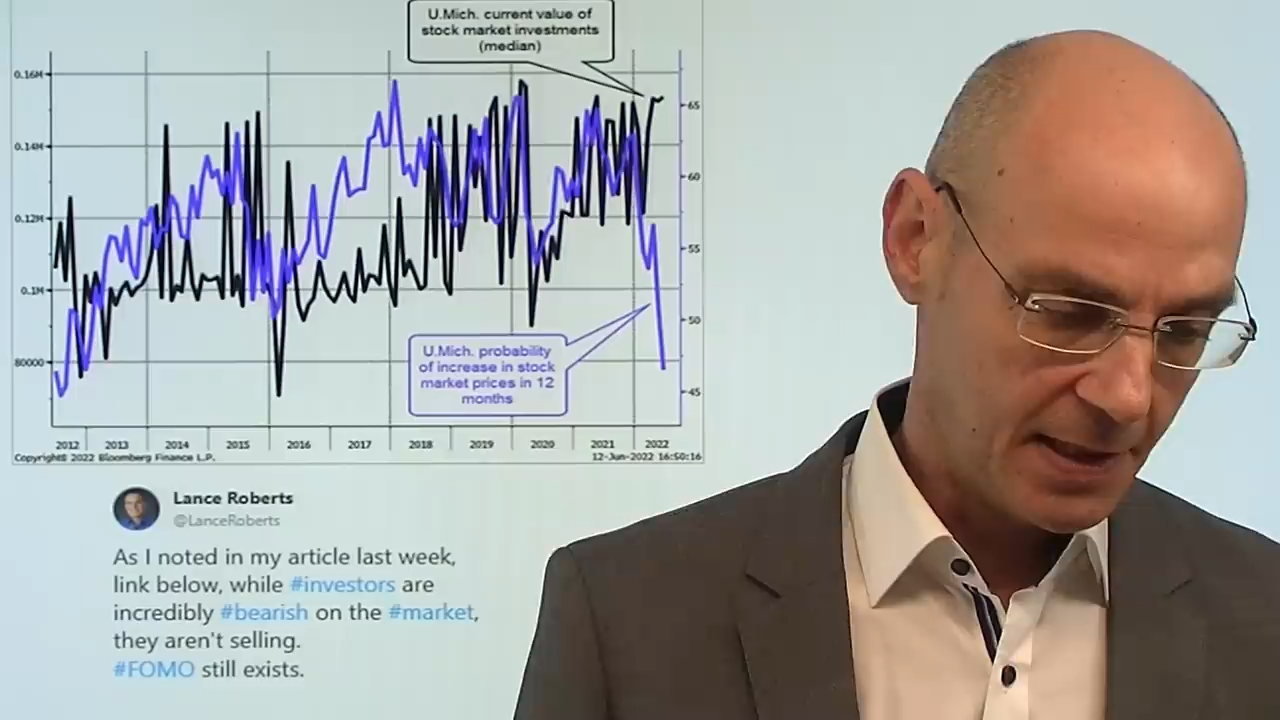 U.Mich. current value of
stock market investments
(median)
0.16M
0.14M
0.12M
0.1M
80000
65
60
55
50
45
U.Mich. probability
of increase in stock
market prices in 12
months
2012 2013 2014 2015 2016 2017 2018 2019 2020 2021 2022
Copyright© 2022 Bloomberg Finance L.P. 12-Jun-2022 16:50:16
Lance Roberts
@LanceRoberts
As I noted in my article last week,
link below, while #investors are
incredibly #bearish on the #market,
they aren't selling.
#FOMO still exists.